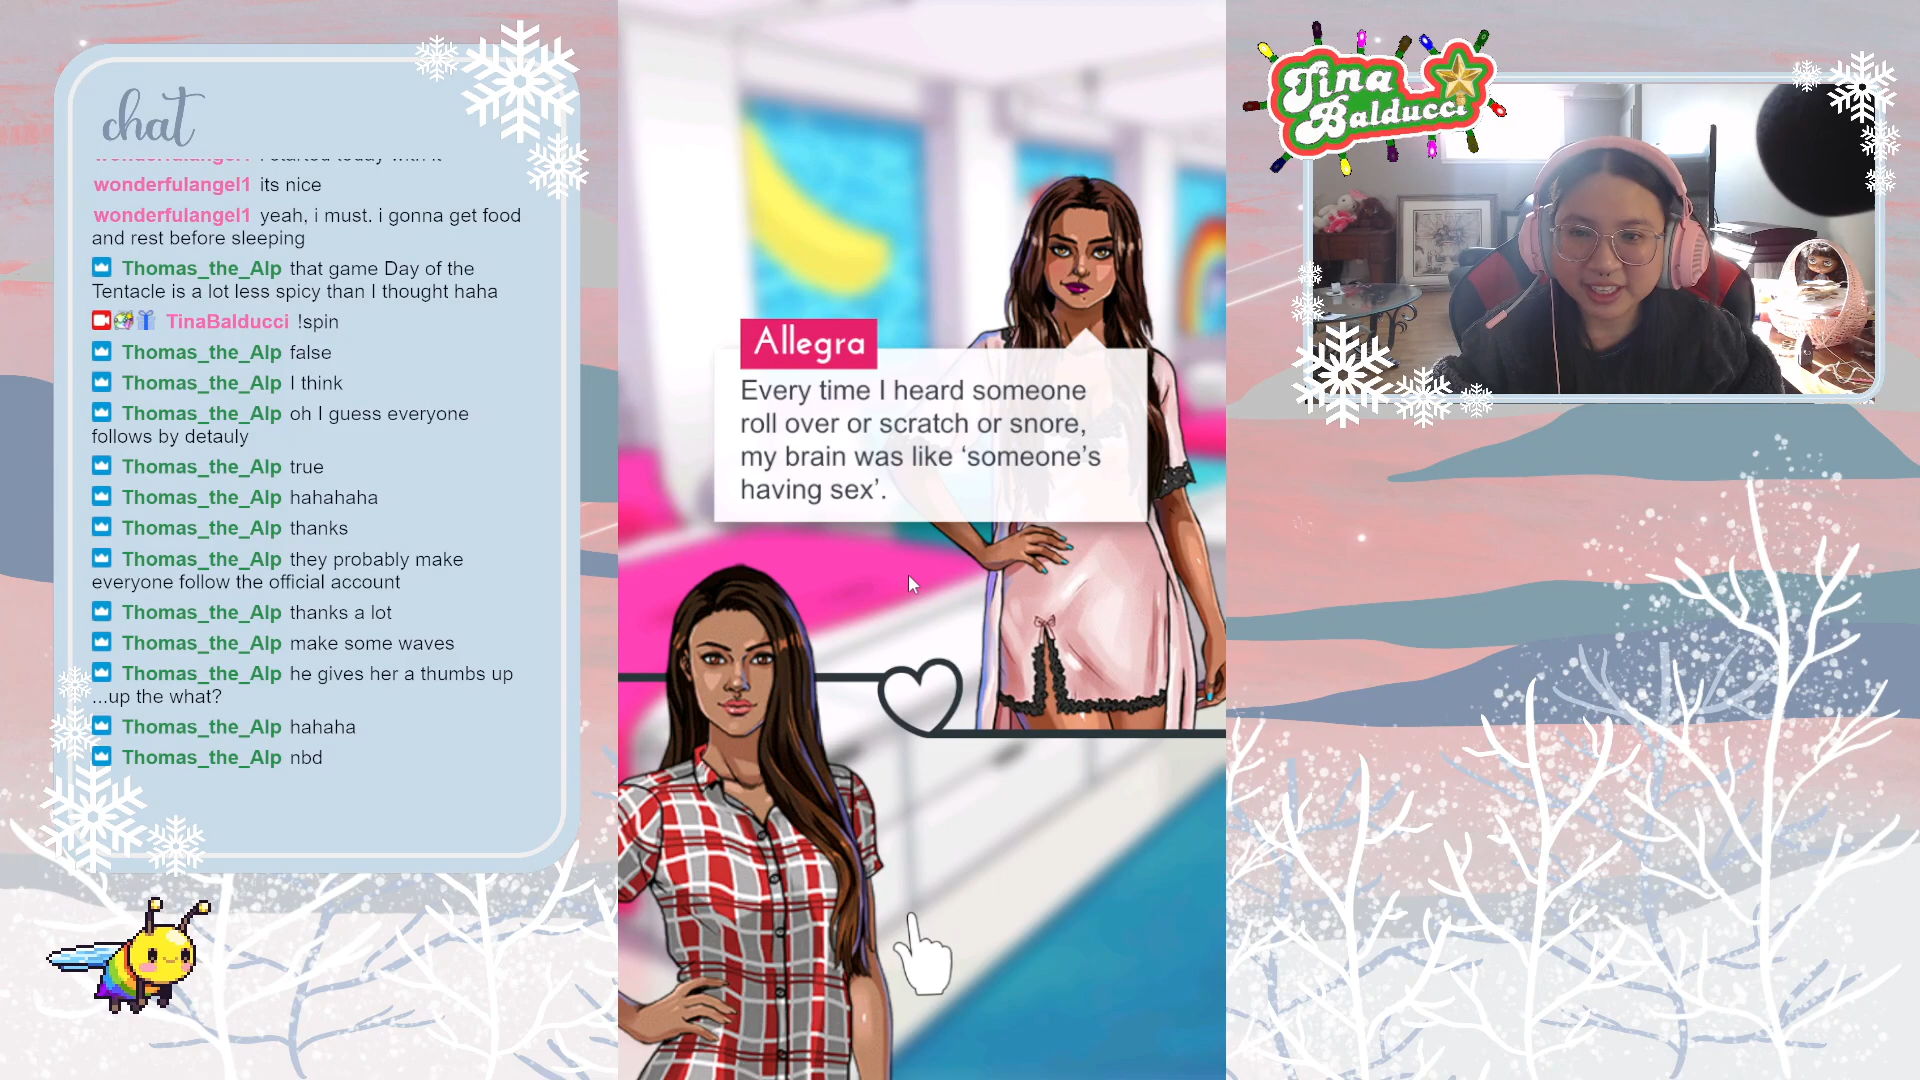 chat
wonderfulangel1 i started today with it
wonderfulangel1 its nice
wonderfulangel1 yeah, i must. i gonna get food
and rest before sleeping
Thomas_the_Alp that game Day of the
Tentacle is a lot less spicy than I thought haha
TinaBalducci !spin
Thomas_the_Alp false
Thomas_the_Alp I think
Thomas_the_Alp oh I guess everyone
follows by detauly
Thomas_the_Alp true
Thomas_the_Alp hahahaha
Thomas_the_Alp thanks
Thomas_the_Alp they probably make
everyone follow the official account
Thomas_the_Alp thanks a lot
Thomas_the_Alp make some waves
Thomas_the_Alp he gives her a thumbs up
...up the what?
Thomas_the_Alp hahaha
Thomas_the_Alp nbd
Allegra
Every time I heard someone
roll over or scratch or snore,
my brain was like ‘someone’s
having sex’.
Tina
Balducci